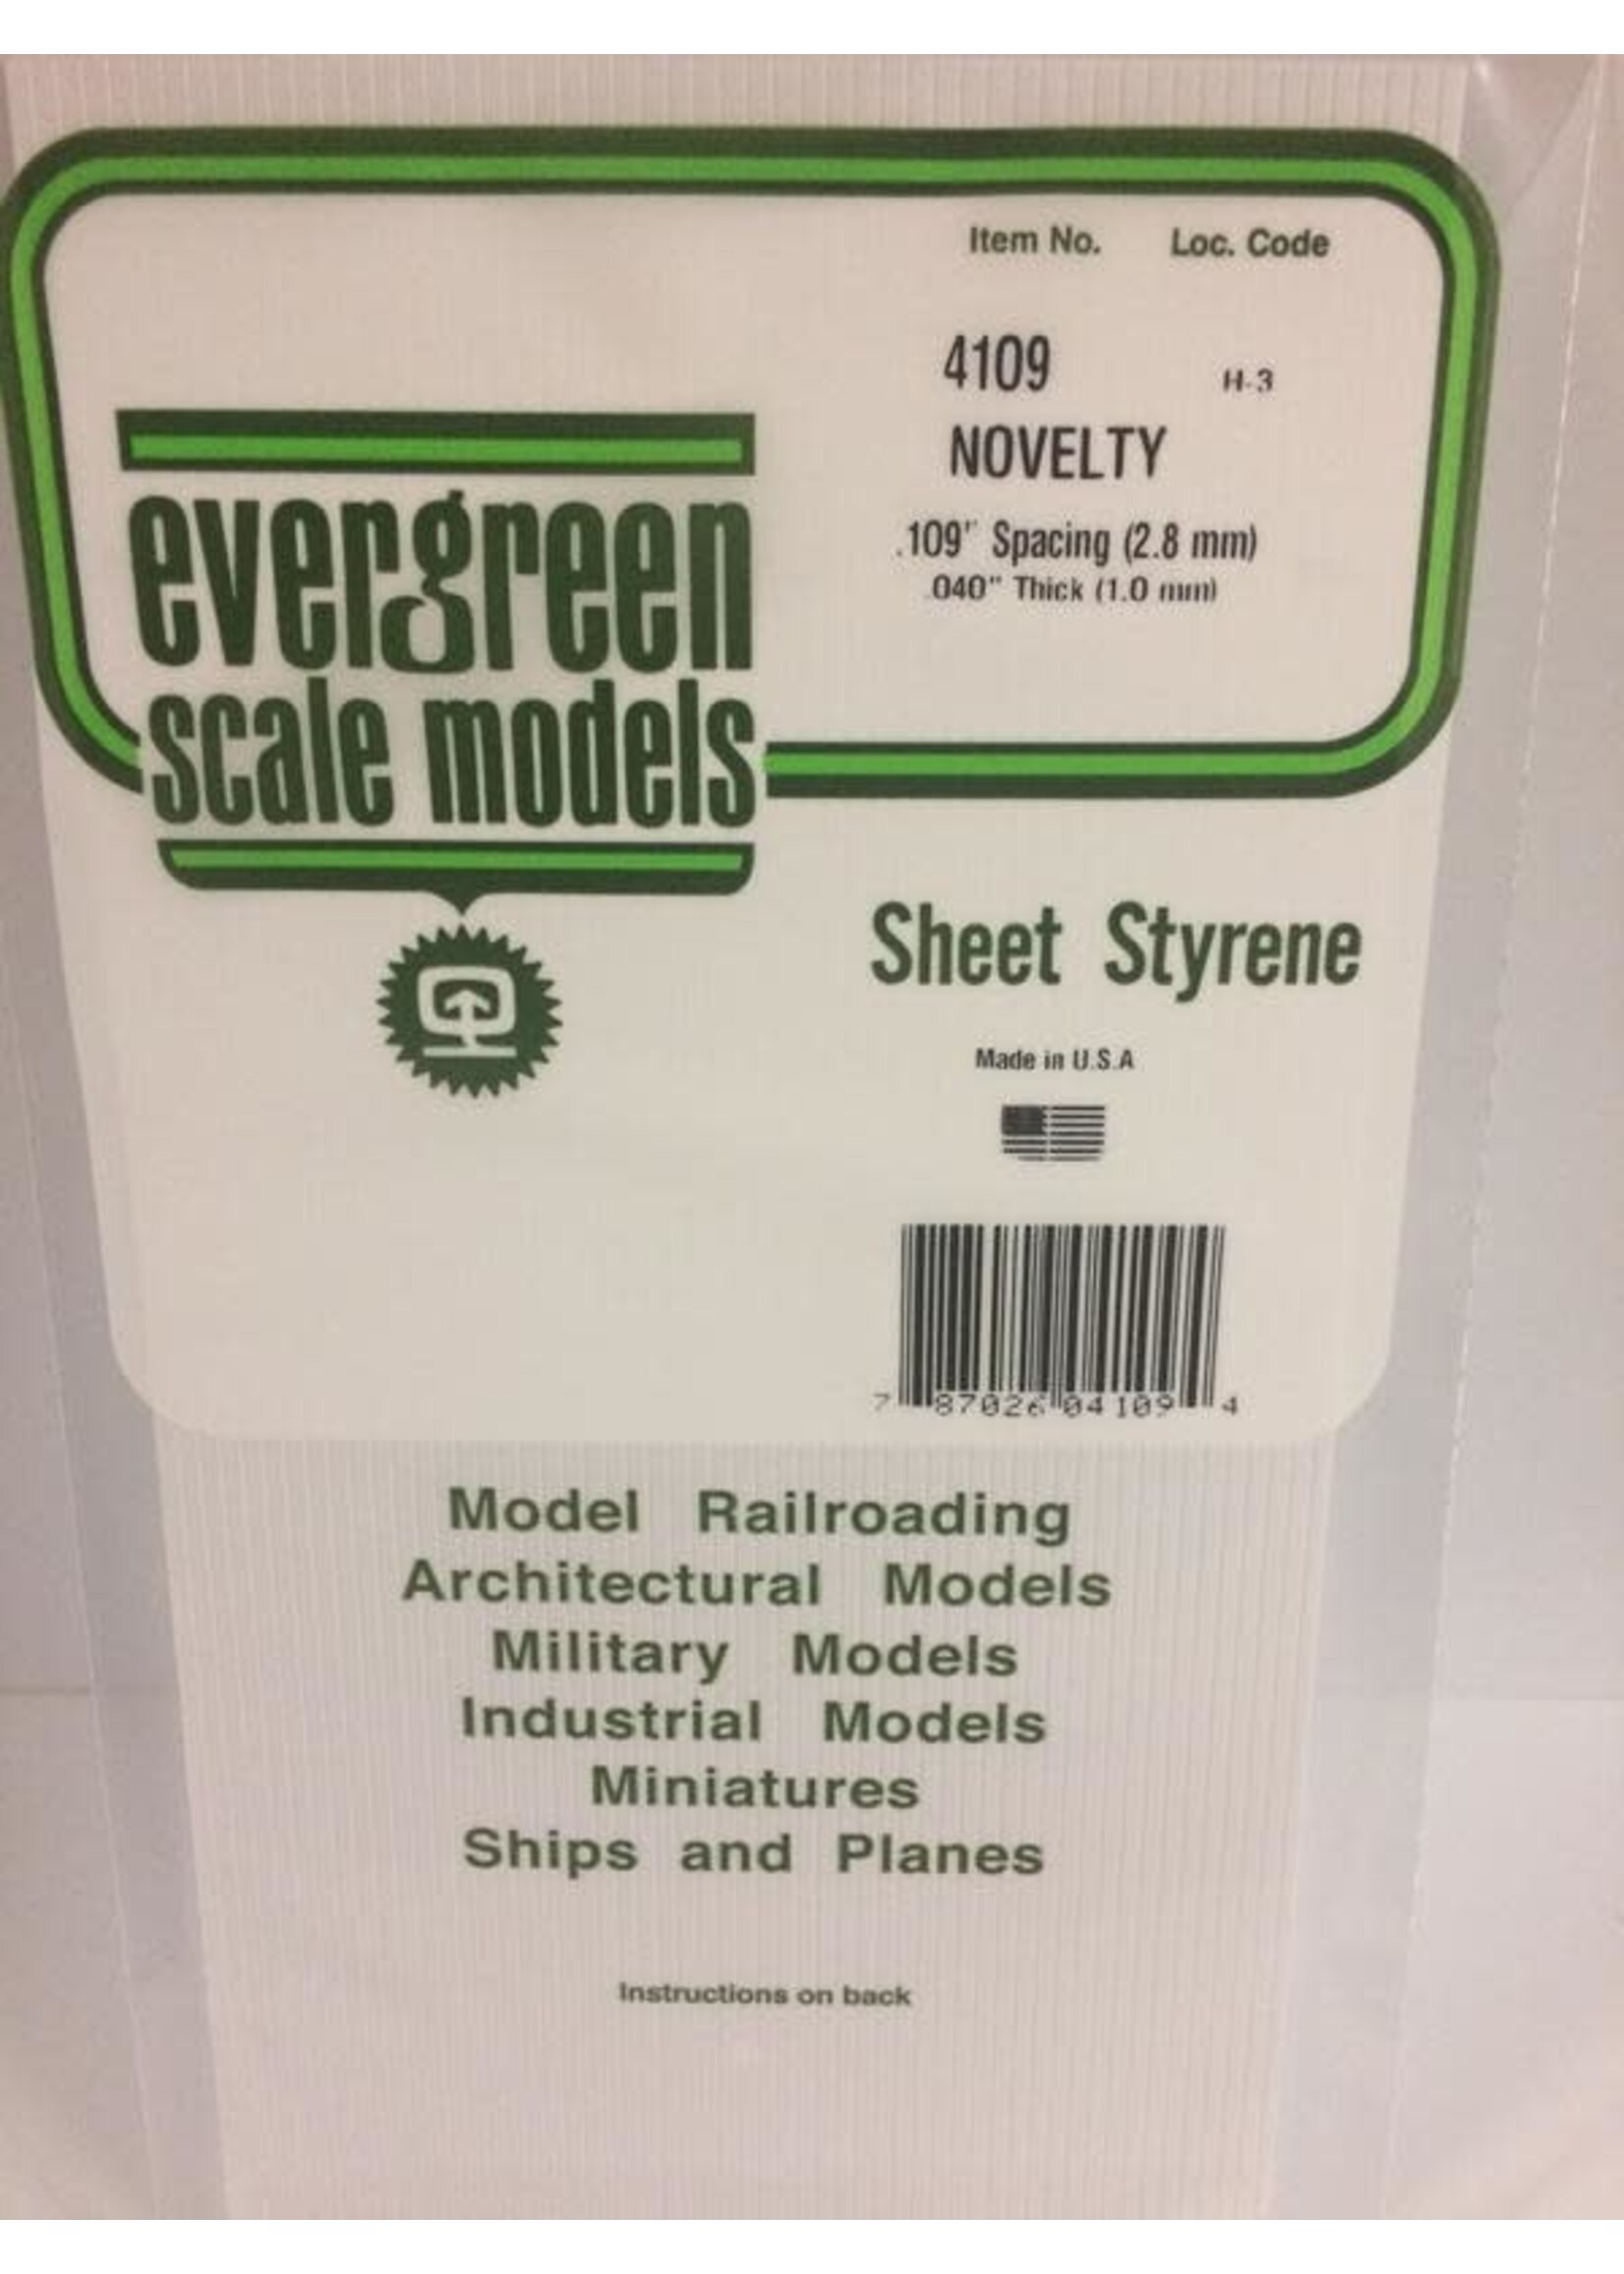 Item No. Loc. Code
4109 H-3
NOVELTY
.109" Spacing (2.8 mm)
.040" Thick (1.0 mm)
evergreen
scale models
Sheet Styrene
Made in U.S.A
7 87026 04109 4
Model Railroading
Architectural Models
Military Models
Industrial Models
Miniatures
Ships and Planes
Instructions on back